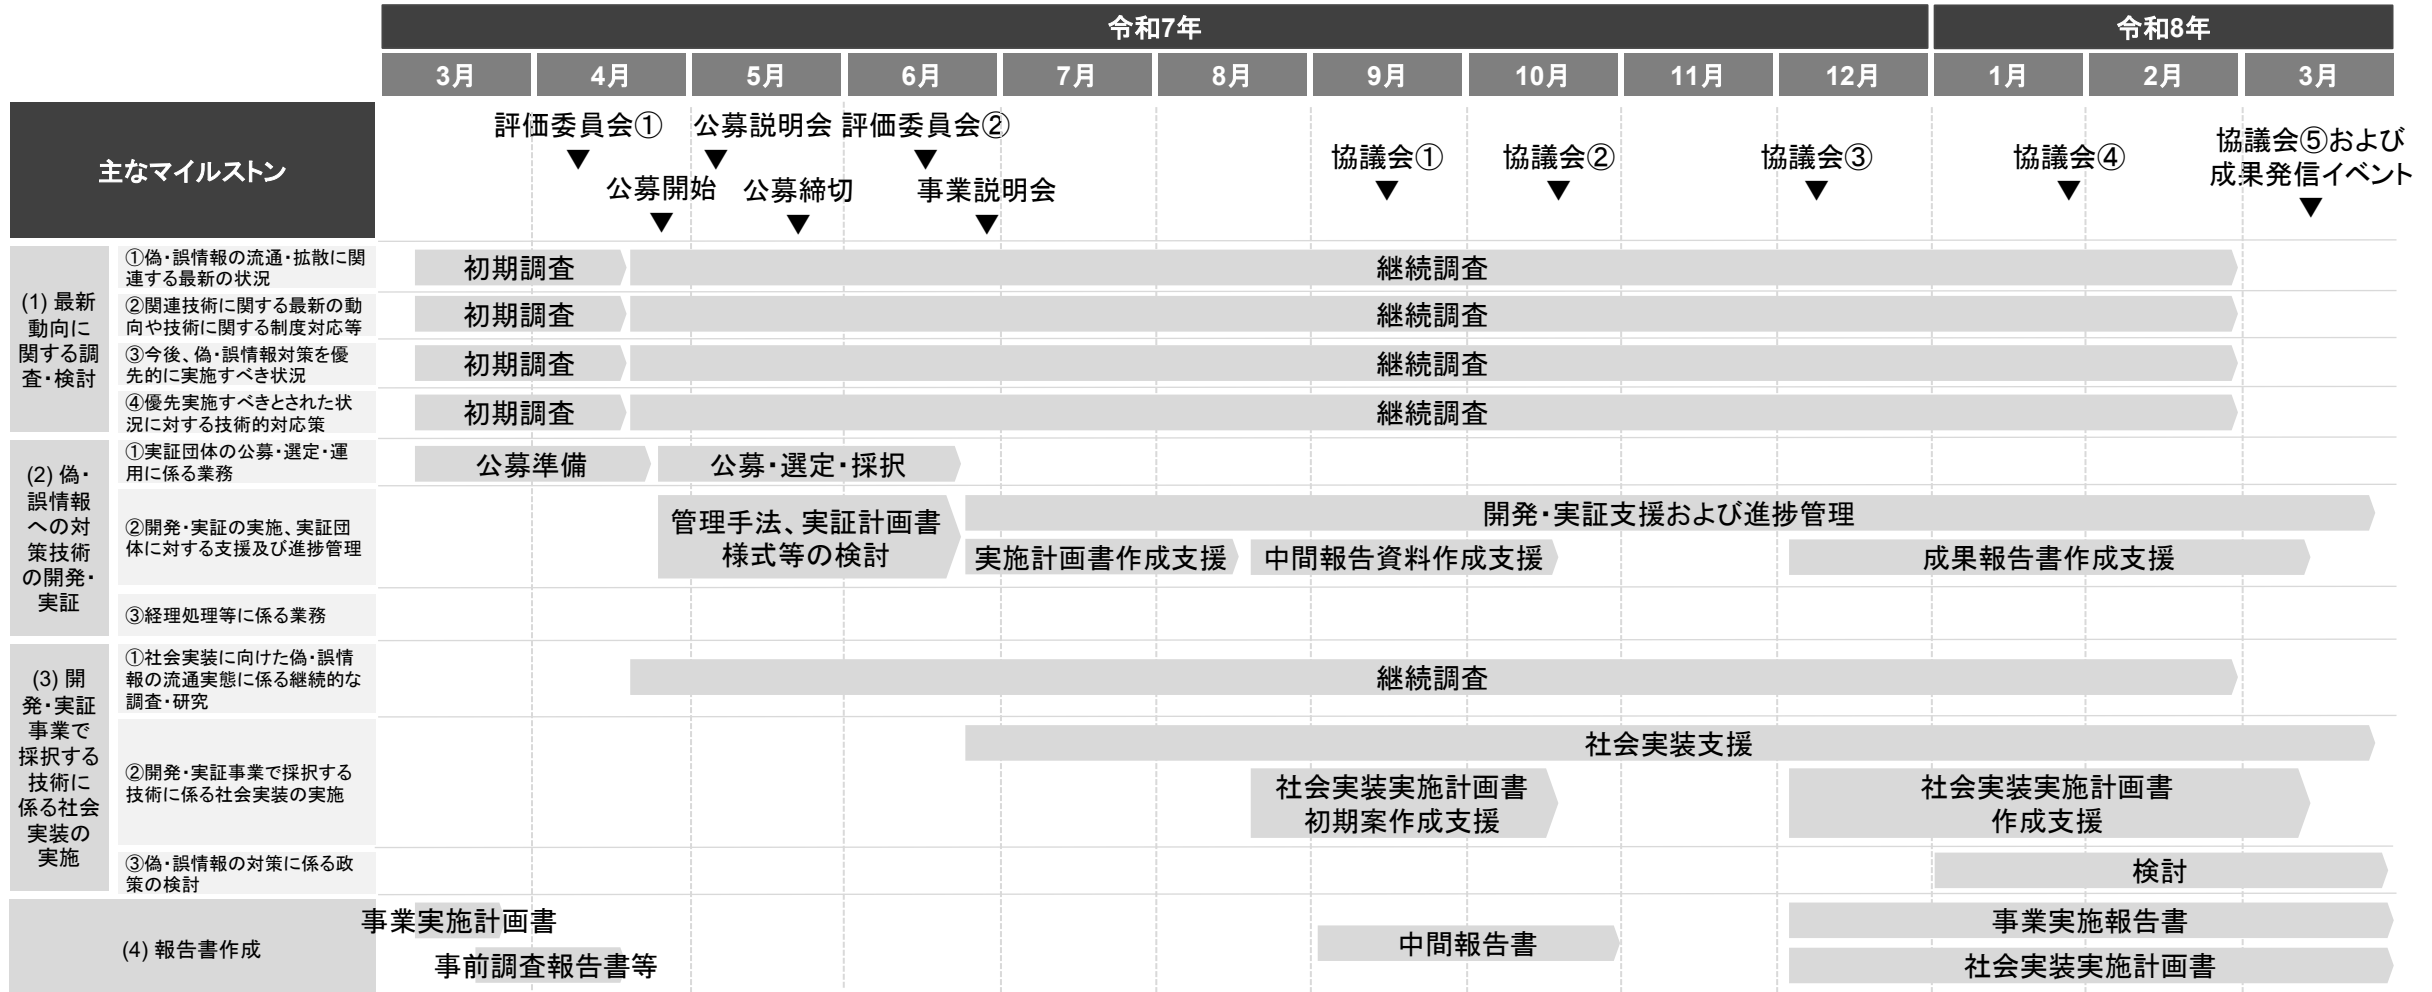 令和7年
令和8年
3月
4月
5月
6月
7月
8月
9月
10月
11月
12月
1月
2月
3月
主なマイルストン
評価委員会①
公募説明会
評価委員会②
公募開始
公募締切
事業説明会
協議会①
協議会②
協議会③
協議会④
協議会⑤および
成果発信イベント
(1) 最新
動向に
関する調
査・検討
①偽・誤情報の流通・拡散に関
連する最新の状況
初期調査
継続調査
②関連技術に関する最新の動
向や技術に関する制度対応等
初期調査
継続調査
③今後、偽・誤情報対策を優
先的に実施すべき状況
初期調査
継続調査
④優先実施すべきとされた状
況に対する技術的対応策
初期調査
継続調査
(2) 偽・
誤情報
への対
策技術
の開発・
実証
①実証団体の公募・選定・運
用に係る業務
公募準備
公募・選定・採択
②開発・実証の実施、実証団
体に対する支援及び進捗管理
管理手法、実証計画書
様式等の検討
開発・実証支援および進捗管理
実施計画書作成支援
中間報告資料作成支援
成果報告書作成支援
③経理処理等に係る業務
(3) 開
発・実証
事業で
採択する
技術に
係る社会
実装の
実施
①社会実装に向けた偽・誤情
報の流通実態に係る継続的な
調査・研究
継続調査
②開発・実証事業で採択する
技術に係る社会実装の実施
社会実装支援
社会実装実施計画書
初期案作成支援
社会実装実施計画書
作成支援
③偽・誤情報の対策に係る政
策の検討
検討
(4) 報告書作成
事業実施計画書
事前調査報告書等
中間報告書
事業実施報告書
社会実装実施計画書